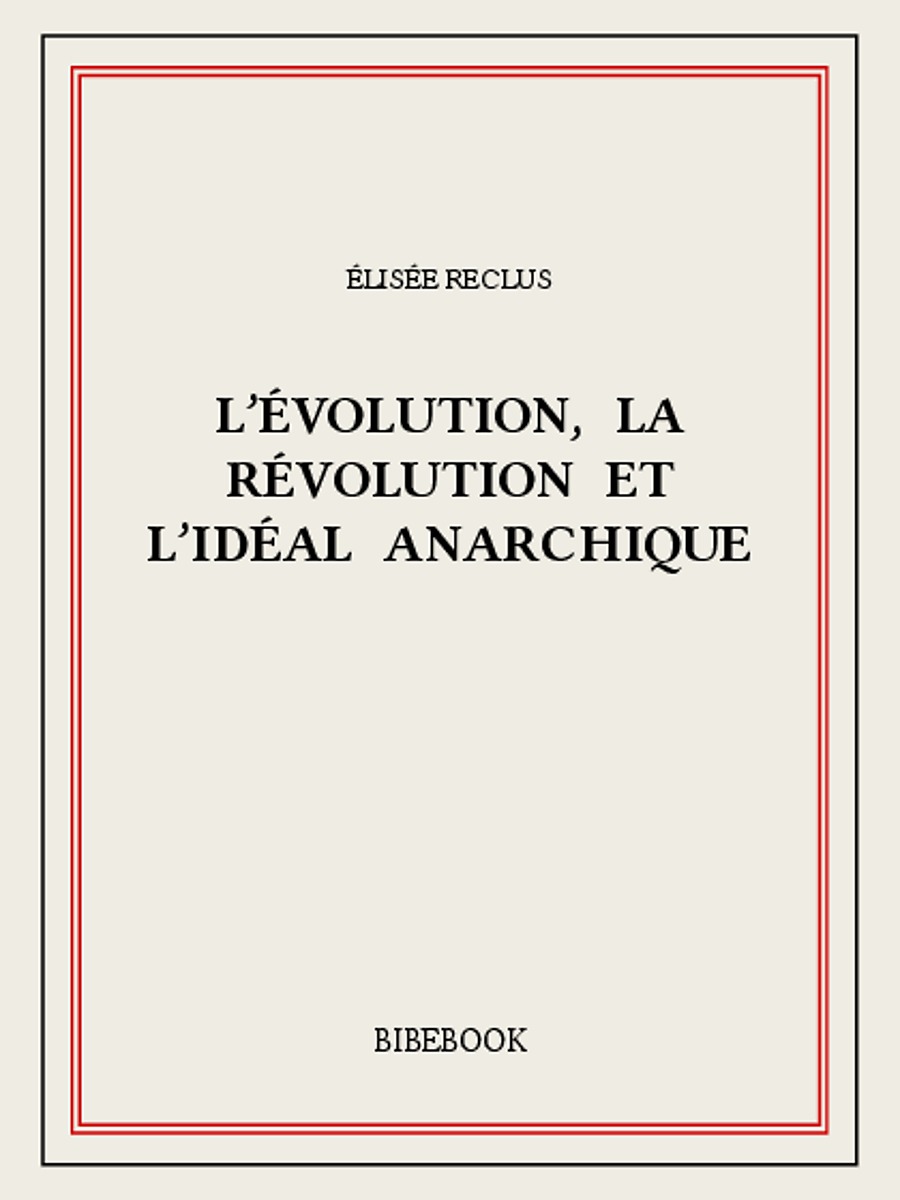 ÉLISÉE RECLUS
L’ÉVOLUTION, LA
RÉVOLUTION ET
L’IDÉAL ANARCHIQUE
BIBEBOOK